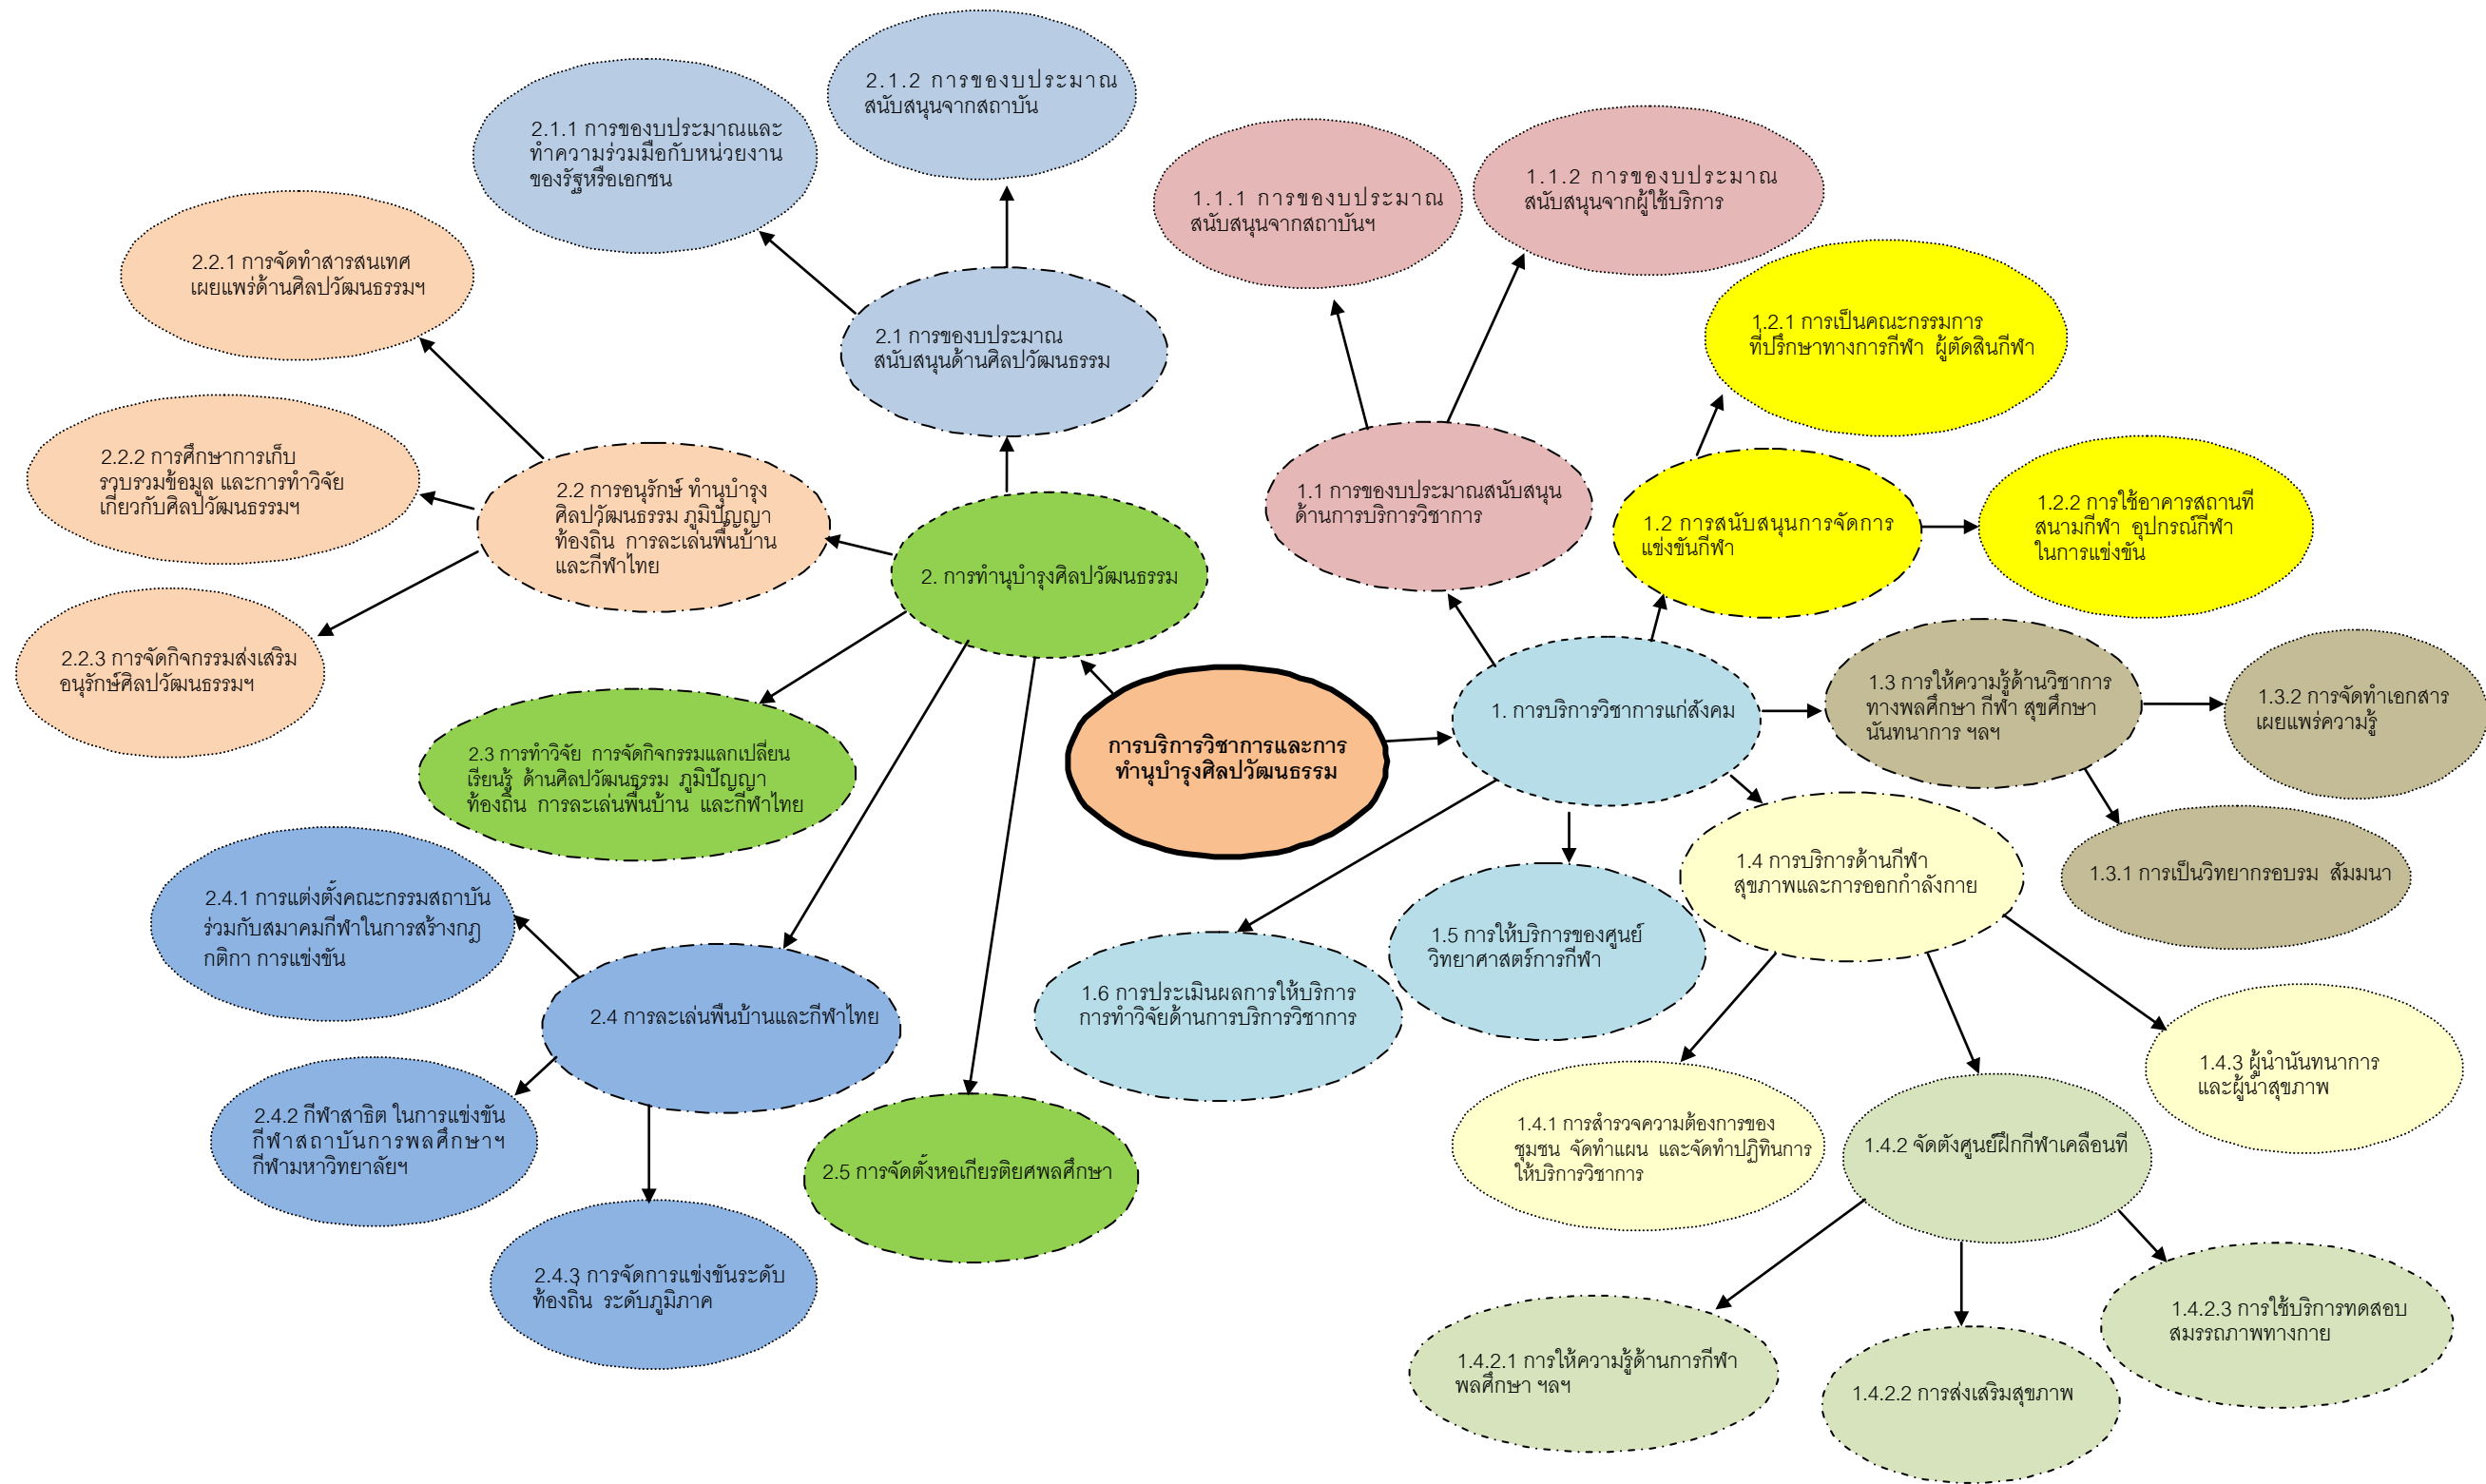 การบริการวิชาการและการ
ทำนุบำรุงศิลปวัฒนธรรม
1. การบริการวิชาการแก่สังคม
1.1 การของบประมาณสนับสนุน
ด้านการบริการวิชาการ
1.1.1 การของบประมาณ
สนับสนุนจากสถาบันฯ
1.1.2 การของบประมาณ
สนับสนุนจากผู้ใช้บริการ
1.2 การสนับสนุนการจัดการ
แข่งขันกีฬา
1.2.1 การเป็นคณะกรรมการ
ที่ปรึกษาทางการกีฬา ผู้ตัดสินกีฬา
1.2.2 การใช้อาคารสถานที่
สนามกีฬา อุปกรณ์กีฬา
ในการแข่งขัน
1.3 การให้ความรู้ด้านวิชาการ
ทางพลศึกษา กีฬา สุขศึกษา
นันทนาการ ฯลฯ
1.3.2 การจัดทำเอกสาร
เผยแพร่ความรู้
1.3.1 การเป็นวิทยากรอบรม สัมมนา
1.4 การบริการด้านกีฬา
สุขภาพและการออกกำลังกาย
1.4.1 การสำรวจความต้องการของ
ชุมชน จัดทำแผน และจัดทำปฏิทินการ
ให้บริการวิชาการ
1.4.2 จัดตั้งศูนย์ฝึกกีฬาเคลื่อนที่
1.4.2.1 การให้ความรู้ด้านการกีฬา
พลศึกษา ฯลฯ
1.4.2.2 การส่งเสริมสุขภาพ
1.4.2.3 การใช้บริการทดสอบ
สมรรถภาพทางกาย
1.4.3 ผู้นำนันทนาการ
และผู้นำสุขภาพ
1.5 การให้บริการของศูนย์
วิทยาศาสตร์การกีฬา
1.6 การประเมินผลการให้บริการ
การทำวิจัยด้านการบริการวิชาการ
2. การทำนุบำรุงศิลปวัฒนธรรม
2.1 การของบประมาณ
สนับสนุนด้านศิลปวัฒนธรรม
2.1.1 การของบประมาณและ
ทำความร่วมมือกับหน่วยงาน
ของรัฐหรือเอกชน
2.1.2 การของบประมาณ
สนับสนุนจากสถาบัน
2.2 การอนุรักษ์ ทำนุบำรุง
ศิลปวัฒนธรรม ภูมิปัญญา
ท้องถิ่น การละเล่นพื้นบ้าน
และกีฬาไทย
2.2.1 การจัดทำสารสนเทศ
เผยแพร่ด้านศิลปวัฒนธรรมฯ
2.2.2 การศึกษาการเก็บ
รวบรวมข้อมูล และการทำวิจัย
เกี่ยวกับศิลปวัฒนธรรมฯ
2.2.3 การจัดกิจกรรมส่งเสริม
อนุรักษ์ศิลปวัฒนธรรมฯ
2.3 การทำวิจัย การจัดกิจกรรมแลกเปลี่ยน
เรียนรู้ ด้านศิลปวัฒนธรรม ภูมิปัญญา
ท้องถิ่น การละเล่นพื้นบ้าน และกีฬาไทย
2.4 การละเล่นพื้นบ้านและกีฬาไทย
2.4.1 การแต่งตั้งคณะกรรมสถาบัน
ร่วมกับสมาคมกีฬาในการสร้างกฎ
กติกา การแข่งขัน
2.4.2 กีฬาสาธิต ในการแข่งขัน
กีฬาสถาบันการพลศึกษาฯ
กีฬามหาวิทยาลัยฯ
2.4.3 การจัดการแข่งขันระดับ
ท้องถิ่น ระดับภูมิภาค
2.5 การจัดตั้งหอเกียรติยศพลศึกษา